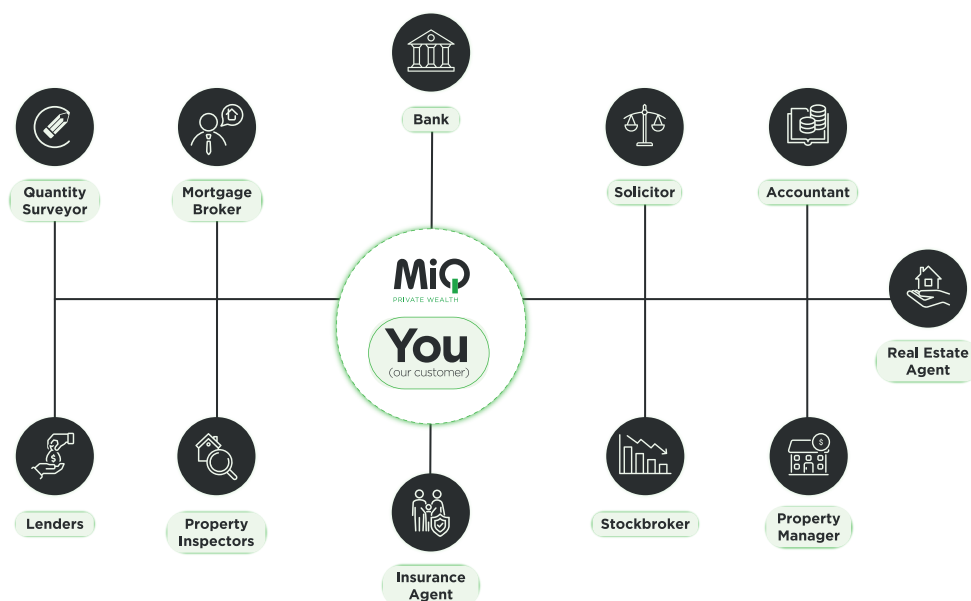 Bank
Quantity
Surveyor
Mortgage
Broker
Solicitor
Accountant
MiQ
PRIVATE WEALTH
You
(our customer)
Real Estate
Agent
Lenders
Property
Inspectors
Insurance
Agent
Stockbroker
Property
Manager
$
$